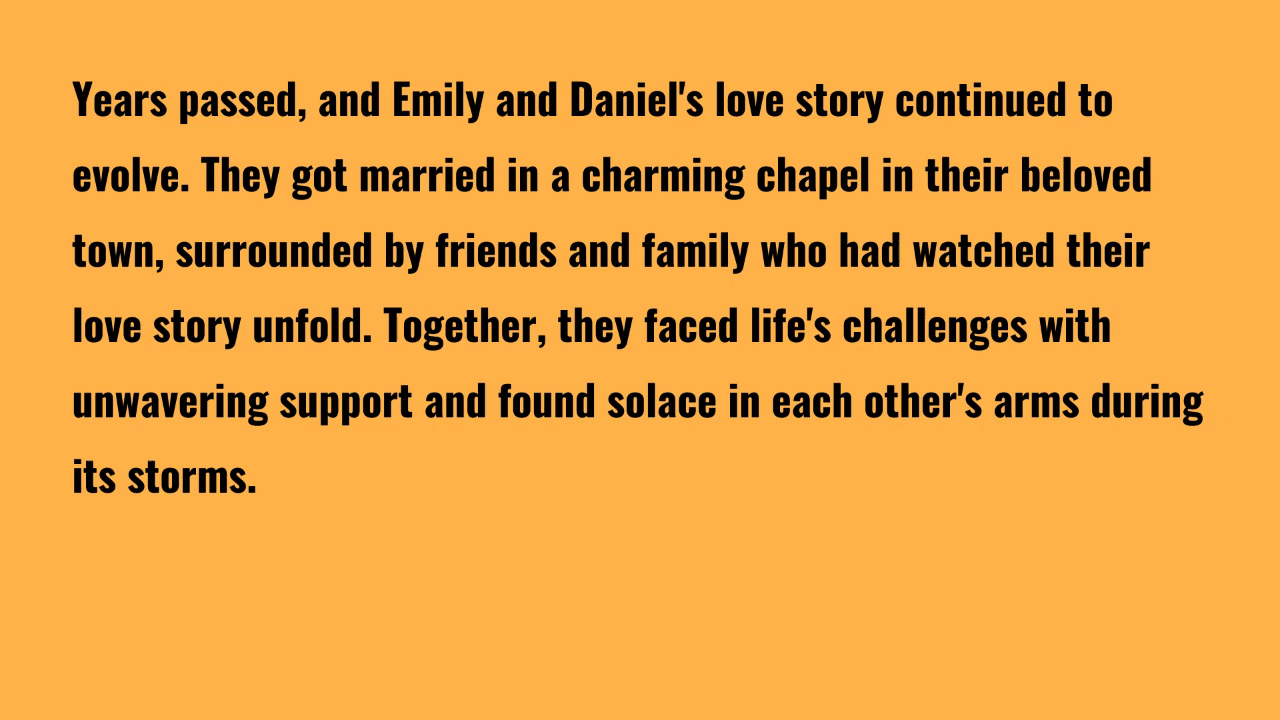 Years passed, and Emily and Daniel's love story continued to
evolve. They got married in a charming chapel in their beloved
town, surrounded by friends and family who had watched their
love story unfold. Together, they faced life's challenges with
unwavering support and found solace in each other's arms during
its storms.